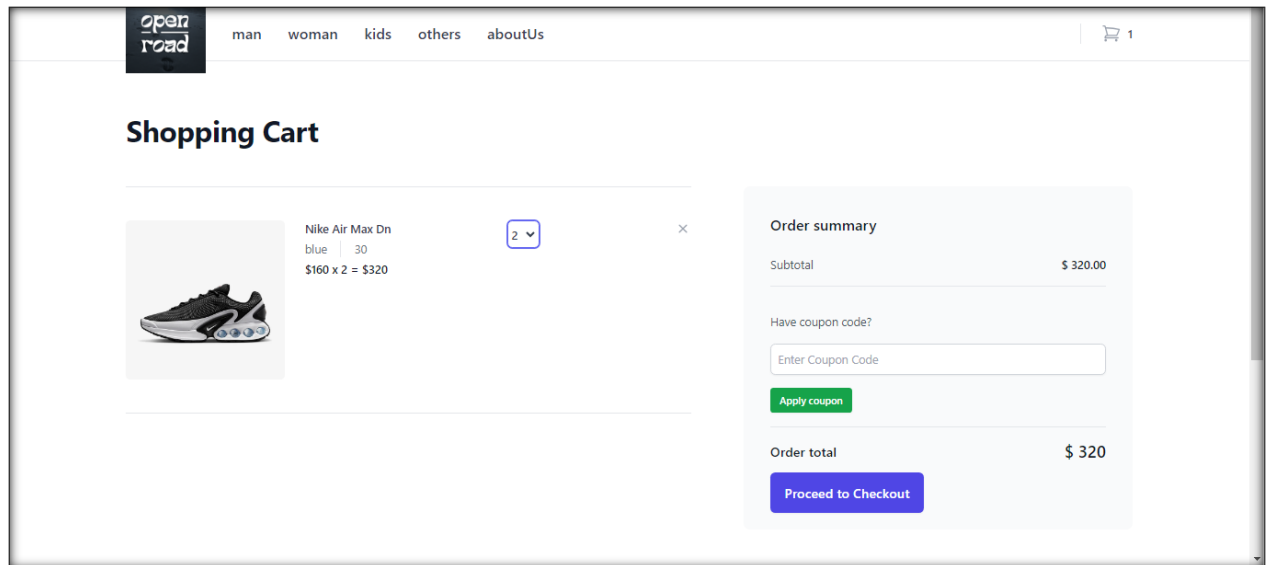 open
road
man woman kids others aboutUs
1
Shopping Cart
Nike Air Max Dn
blue 30
$160 x 2 = $320
2
Order summary
Subtotal $ 320.00
Have coupon code?
Enter Coupon Code
Apply coupon
Order total $ 320
Proceed to Checkout